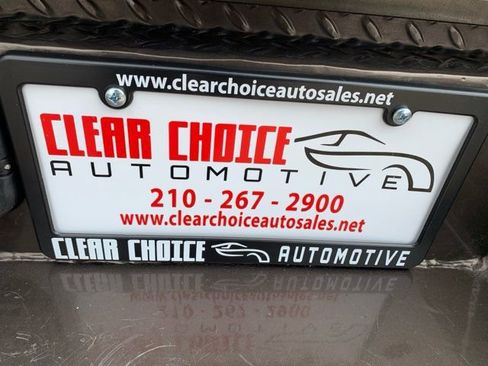 www.clearchoiceautosales.net
CLEAR CHOICE
AUTOMOTIVE
210 - 267 - 2900
www.clearchoiceautosales.net
CLEAR CHOICE AUTOMOTIVE